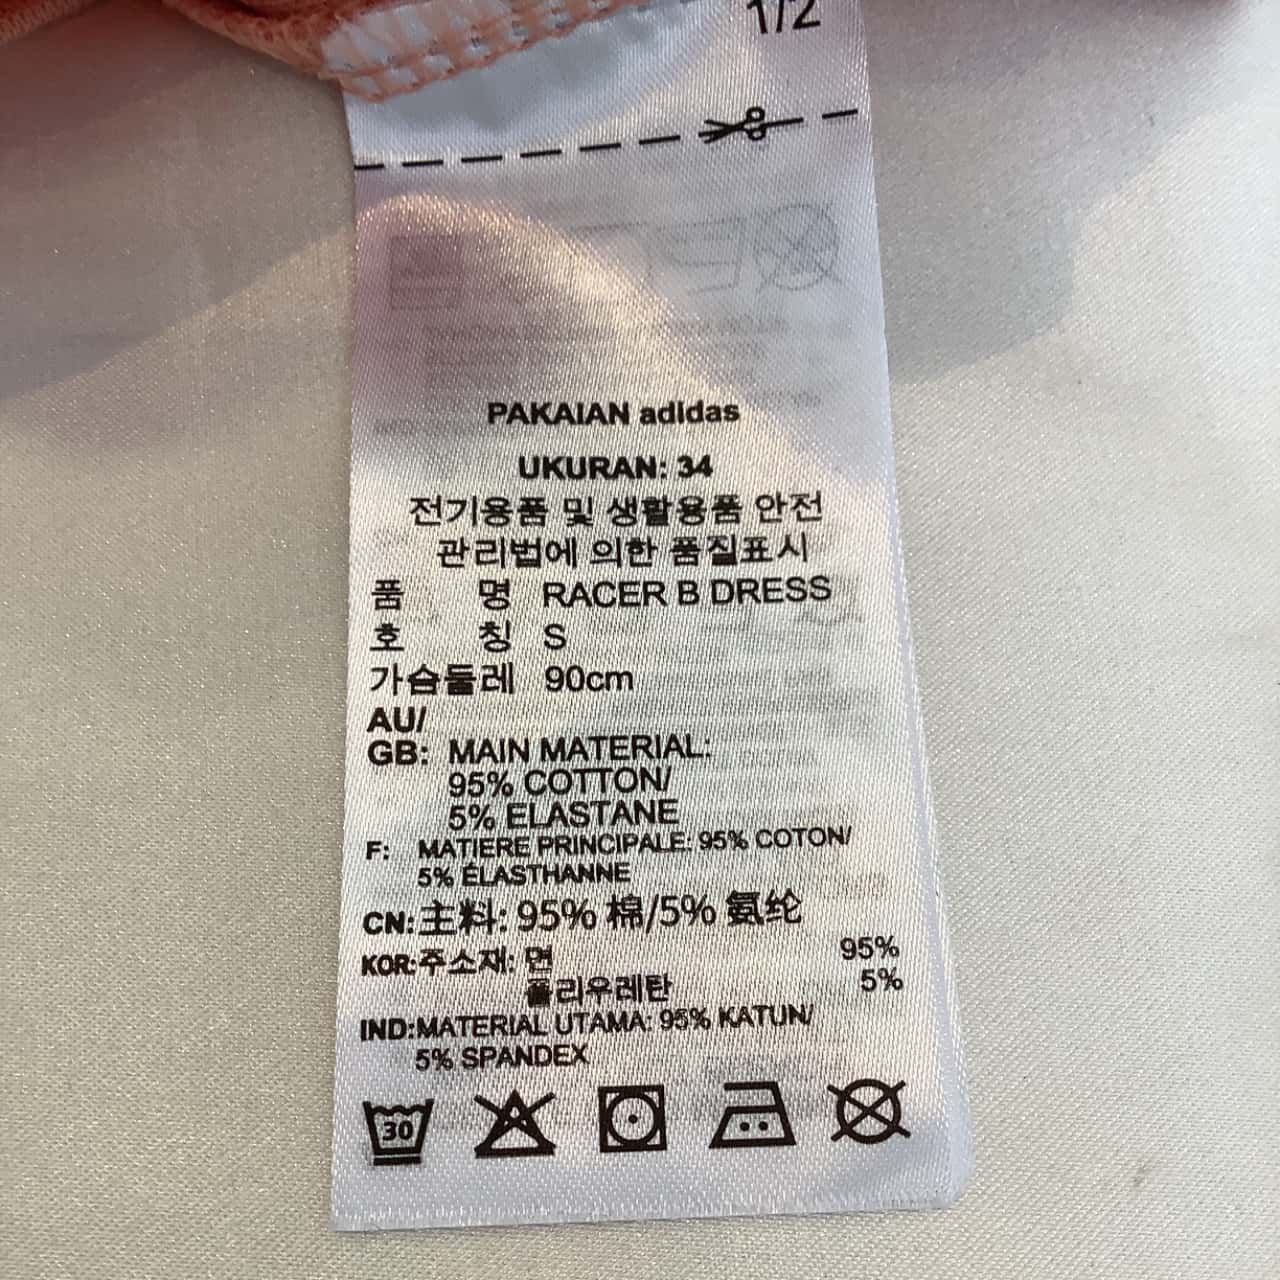 1/2
PAKAIAN adidas
UKURAN: 34
전기용품 및 생활용품 안전
관리법에 의한 품질표시
품 명 RACER B DRESS
호 칭 S
가슴둘레 90cm
AU/
GB: MAIN MATERIAL:
95% COTTON/
5% ELASTANE
F: MATIERE PRINCIPALE: 95% COTON/
5% ÉLASTHANNE
CN:主料: 95% 棉/5% 氨纶
KOR:주소재: 면 95%
폴리우레탄 5%
IND:MATERIAL UTAMA: 95% KATUN/
5% SPANDEX
30